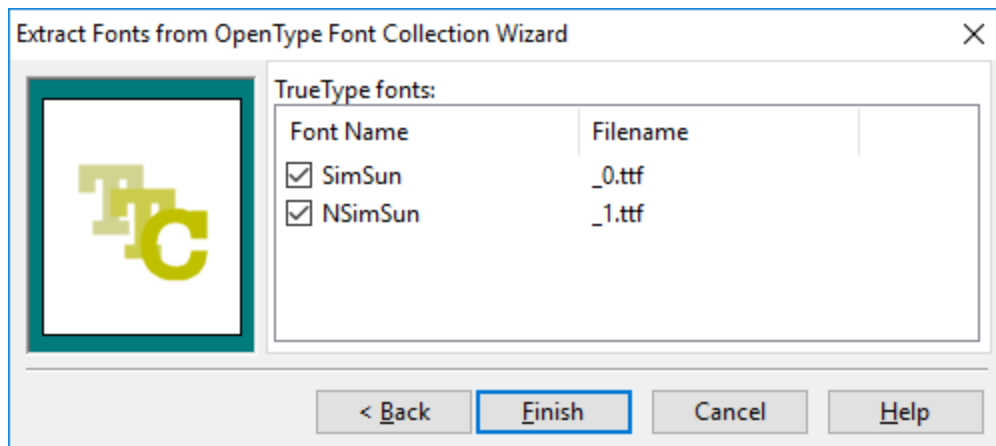 Extract Fonts from OpenType Font Collection Wizard
TTC
TrueType fonts:
Font Name Filename
SimSun _0.ttf
NSimSun _1.ttf
< Back Finish Cancel Help